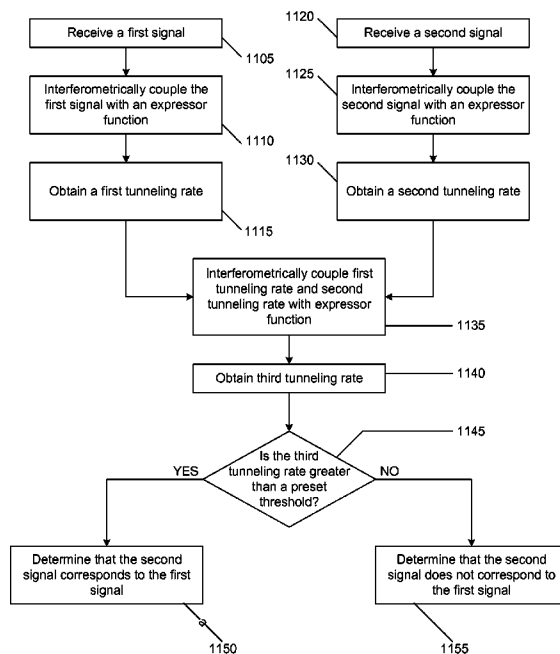 Receive a first signal
1105
Interferometrically couple the
first signal with an expressor
function
1110
Obtain a first tunneling rate
1115
1120
Receive a second signal
1125
Interferometrically couple the
second signal with an expressor
function
1130
Obtain a second tunneling rate
Interferometrically couple first
tunneling rate and second
tunneling rate with expressor
function
1135
Obtain third tunneling rate
1140
Is the third
tunneling rate greater
than a preset
threshold?
1145
YES
NO
Determine that the second
signal corresponds to the first
signal
1150
Determine that the second
signal does not correspond to
the first signal
1155